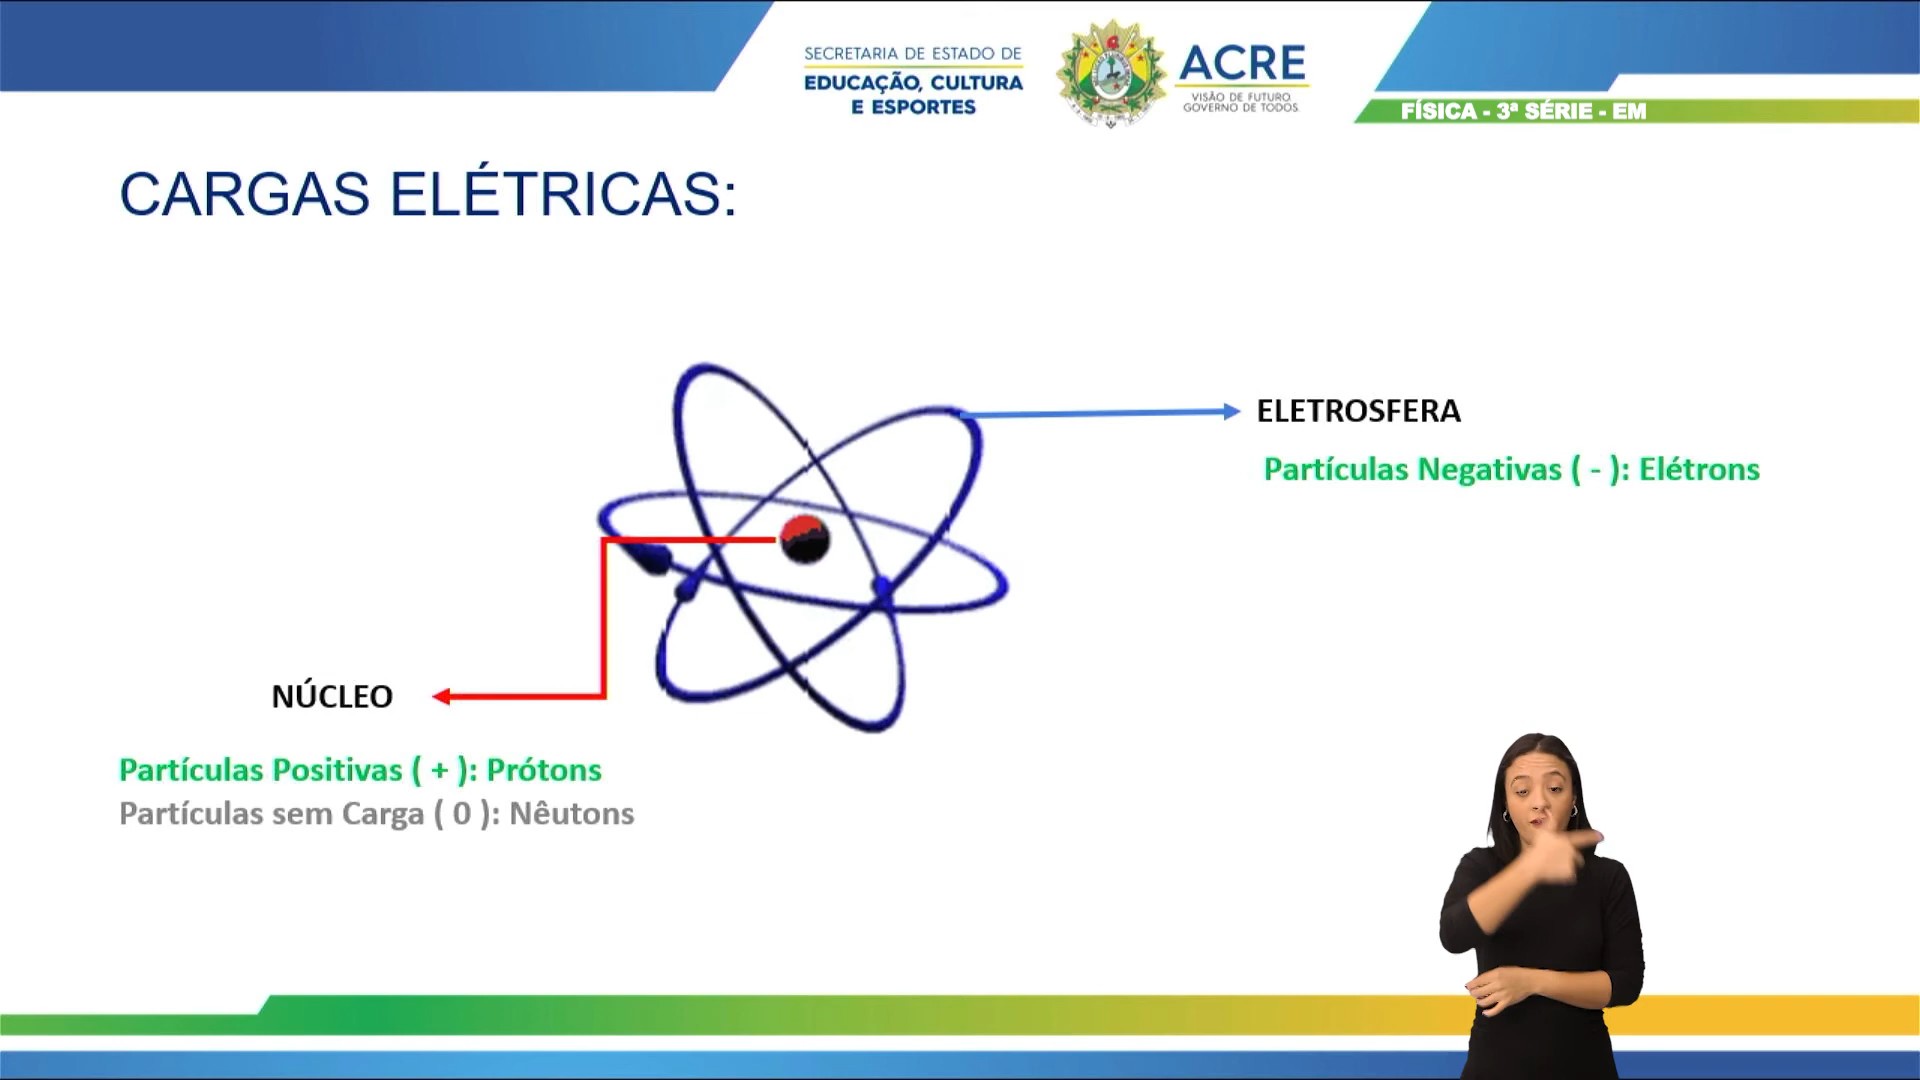 SECRETARIA DE ESTADO DE
EDUCAÇÃO, CULTURA
E ESPORTES
ACRE
VISÃO DE FUTURO.
GOVERNO DE TODOS.
FÍSICA - 3ª SÉRIE - EM
CARGAS ELÉTRICAS:
ELETROSFERA
Partículas Negativas ( - ): Elétrons
NÚCLEO
Partículas Positivas ( + ): Prótons
Partículas sem Carga ( 0 ): Nêutons